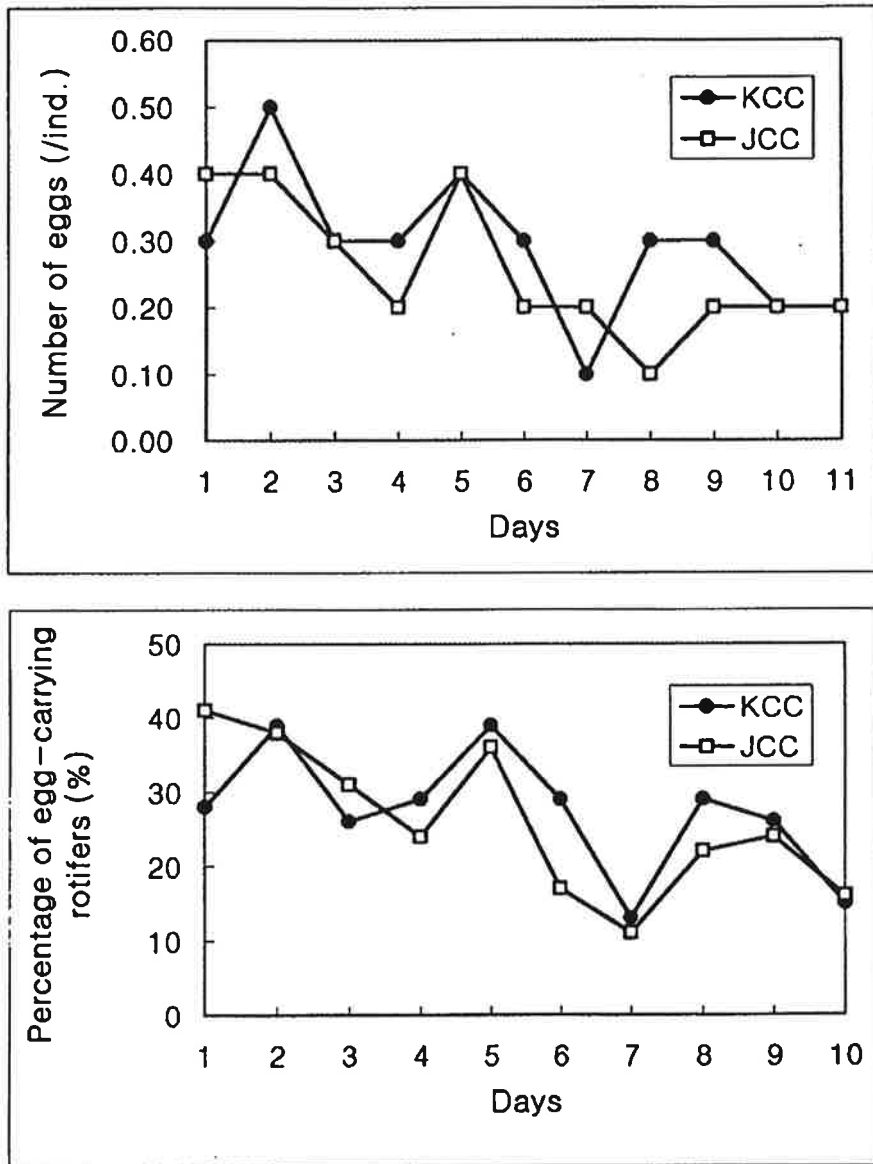 Number of eggs (/ind.)
0.60
0.50
0.40
0.30
0.20
0.10
0.00
KCC
JCC
1 2 3 4 5 6 7 8 9 10 11
Days
Percentage of egg-carrying
rotifers (%)
50
40
30
20
10
0
KCC
JCC
1 2 3 4 5 6 7 8 9 10
Days